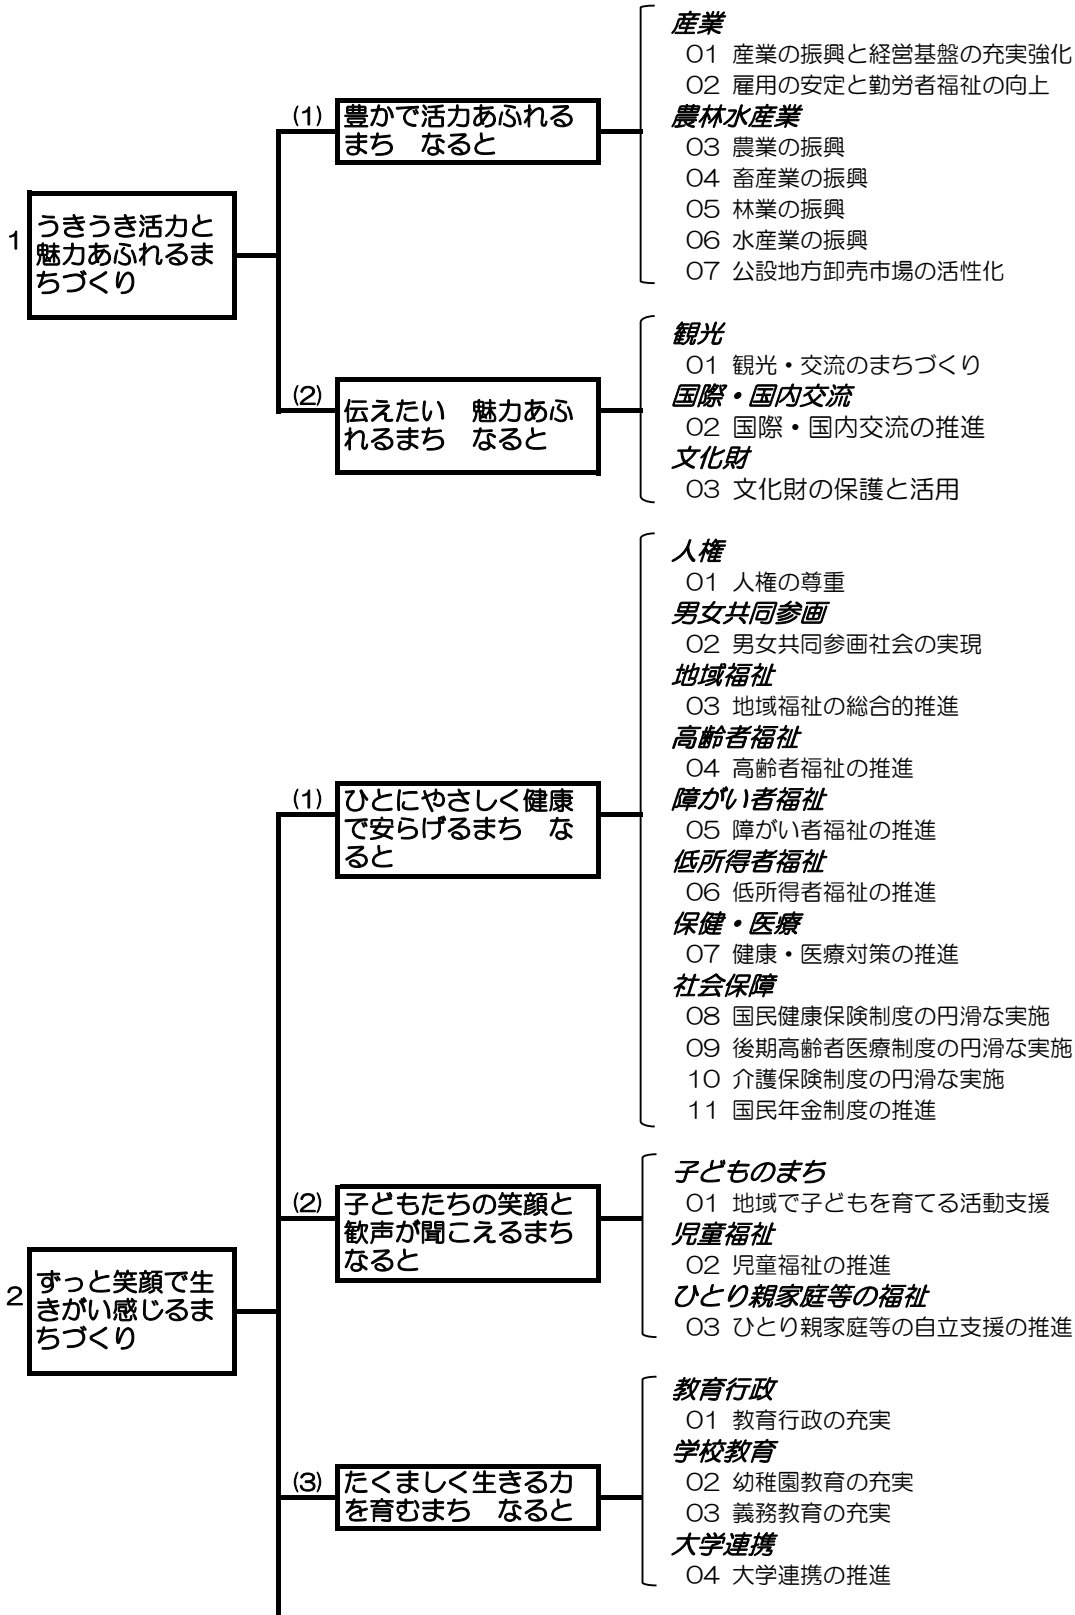 1
うきうき活力と
魅力あふれるま
ちづくり
(1)
豊かで活力あふれる
まち　なると
産業
01 産業の振興と経営基盤の充実強化
02 雇用の安定と勤労者福祉の向上
農林水産業
03 農業の振興
04 畜産業の振興
05 林業の振興
06 水産業の振興
07 公設地方卸売市場の活性化
(2)
伝えたい　魅力あふ
れるまち　なると
観光
01 観光・交流のまちづくり
国際・国内交流
02 国際・国内交流の推進
文化財
03 文化財の保護と活用
2
ずっと笑顔で生
きがい感じるま
ちづくり
(1)
ひとにやさしく健康
で安らげるまち　な
ると
人権
01 人権の尊重
男女共同参画
02 男女共同参画社会の実現
地域福祉
03 地域福祉の総合的推進
高齢者福祉
04 高齢者福祉の推進
障がい者福祉
05 障がい者福祉の推進
低所得者福祉
06 低所得者福祉の推進
保健・医療
07 健康・医療対策の推進
社会保障
08 国民健康保険制度の円滑な実施
09 後期高齢者医療制度の円滑な実施
10 介護保険制度の円滑な実施
11 国民年金制度の推進
(2)
子どもたちの笑顔と
歓声が聞こえるまち
なると
子どものまち
01 地域で子どもを育てる活動支援
児童福祉
02 児童福祉の推進
ひとり親家庭等の福祉
03 ひとり親家庭等の自立支援の推進
(3)
たくましく生きる力
を育むまち　なると
教育行政
01 教育行政の充実
学校教育
02 幼稚園教育の充実
03 義務教育の充実
大学連携
04 大学連携の推進